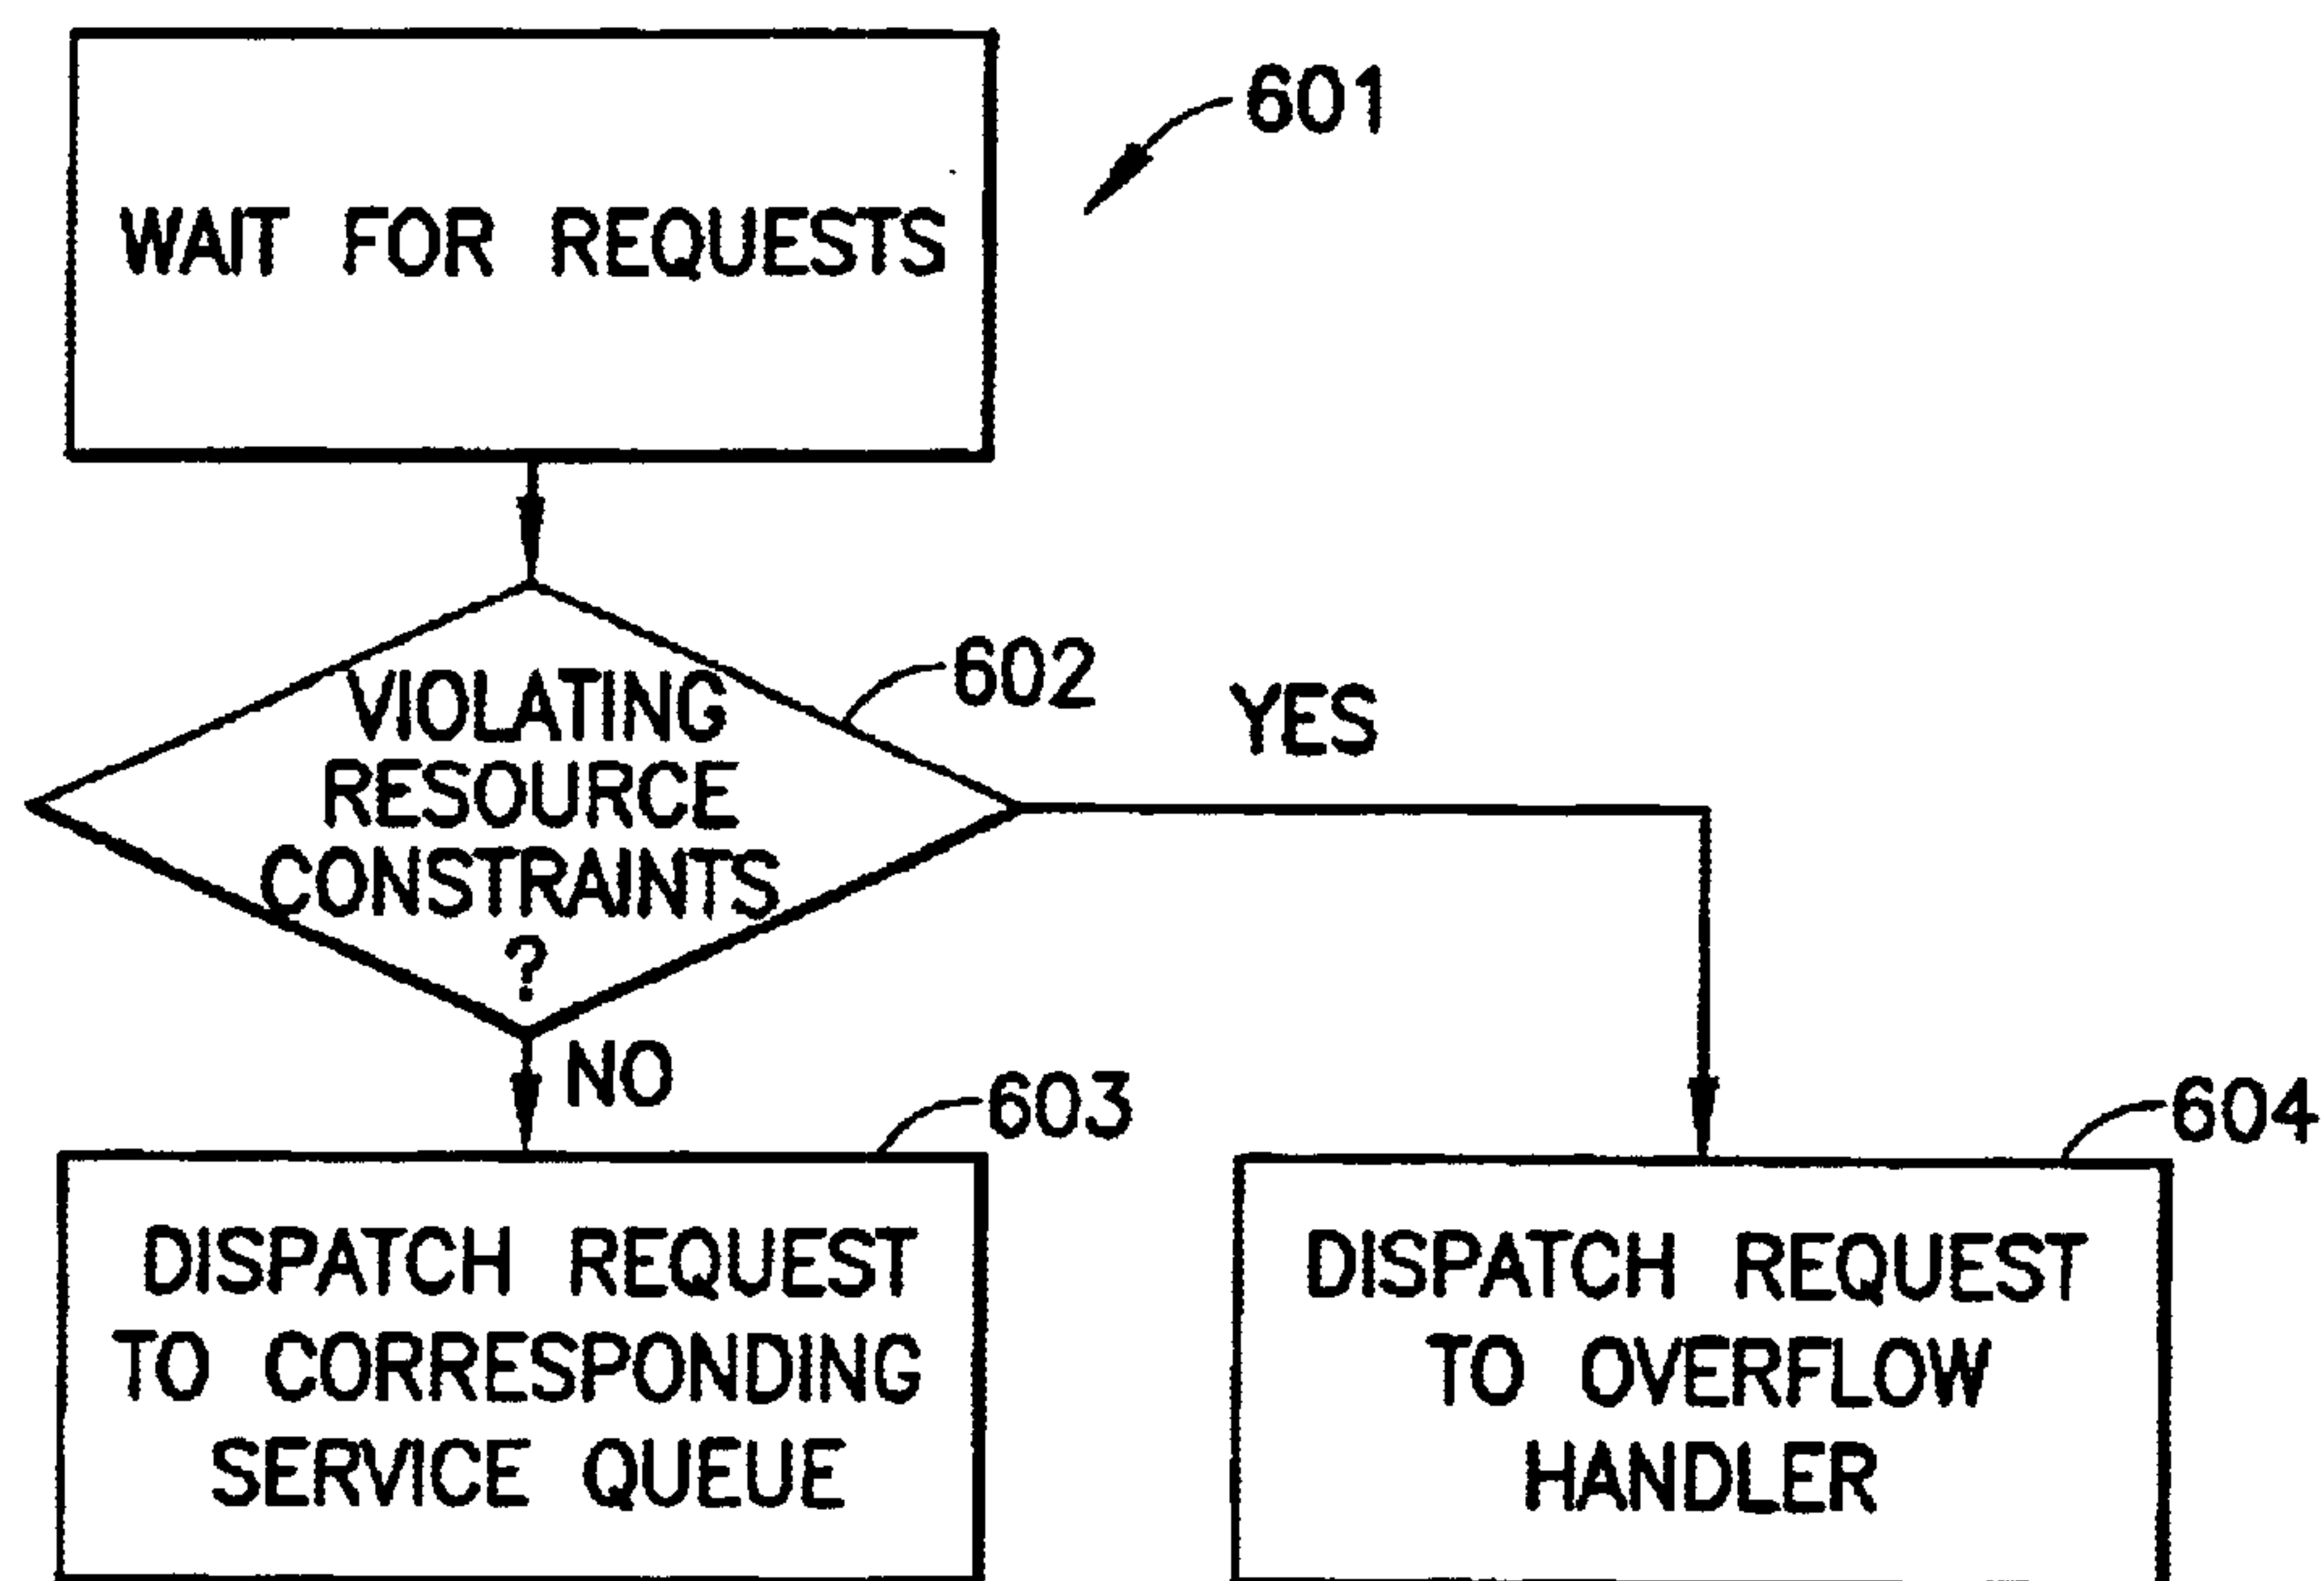 601
WAIT FOR REQUESTS
602
VIOLATING
RESOURCE
CONSTRAINTS
?
YES
NO
603
DISPATCH REQUEST
TO CORRESPONDING
SERVICE QUEUE
604
DISPATCH REQUEST
TO OVERFLOW
HANDLER